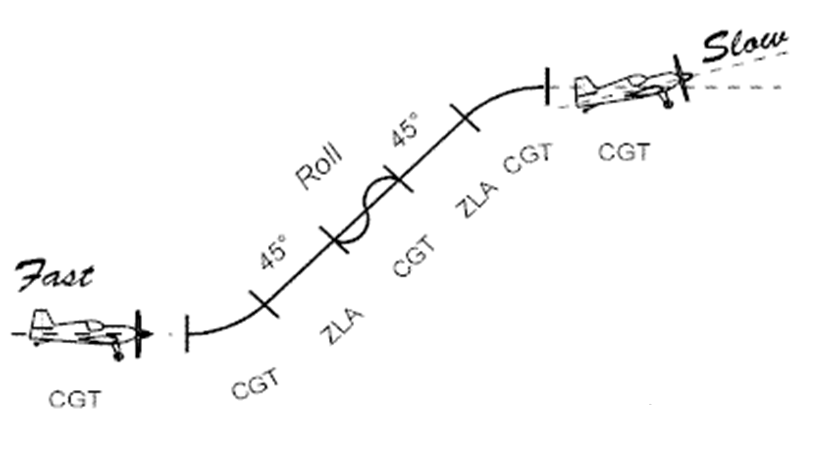 Slow
45°
Roll
CGT
CGT
ZLA
45°
CGT
Fast
ZLA
CGT
CGT